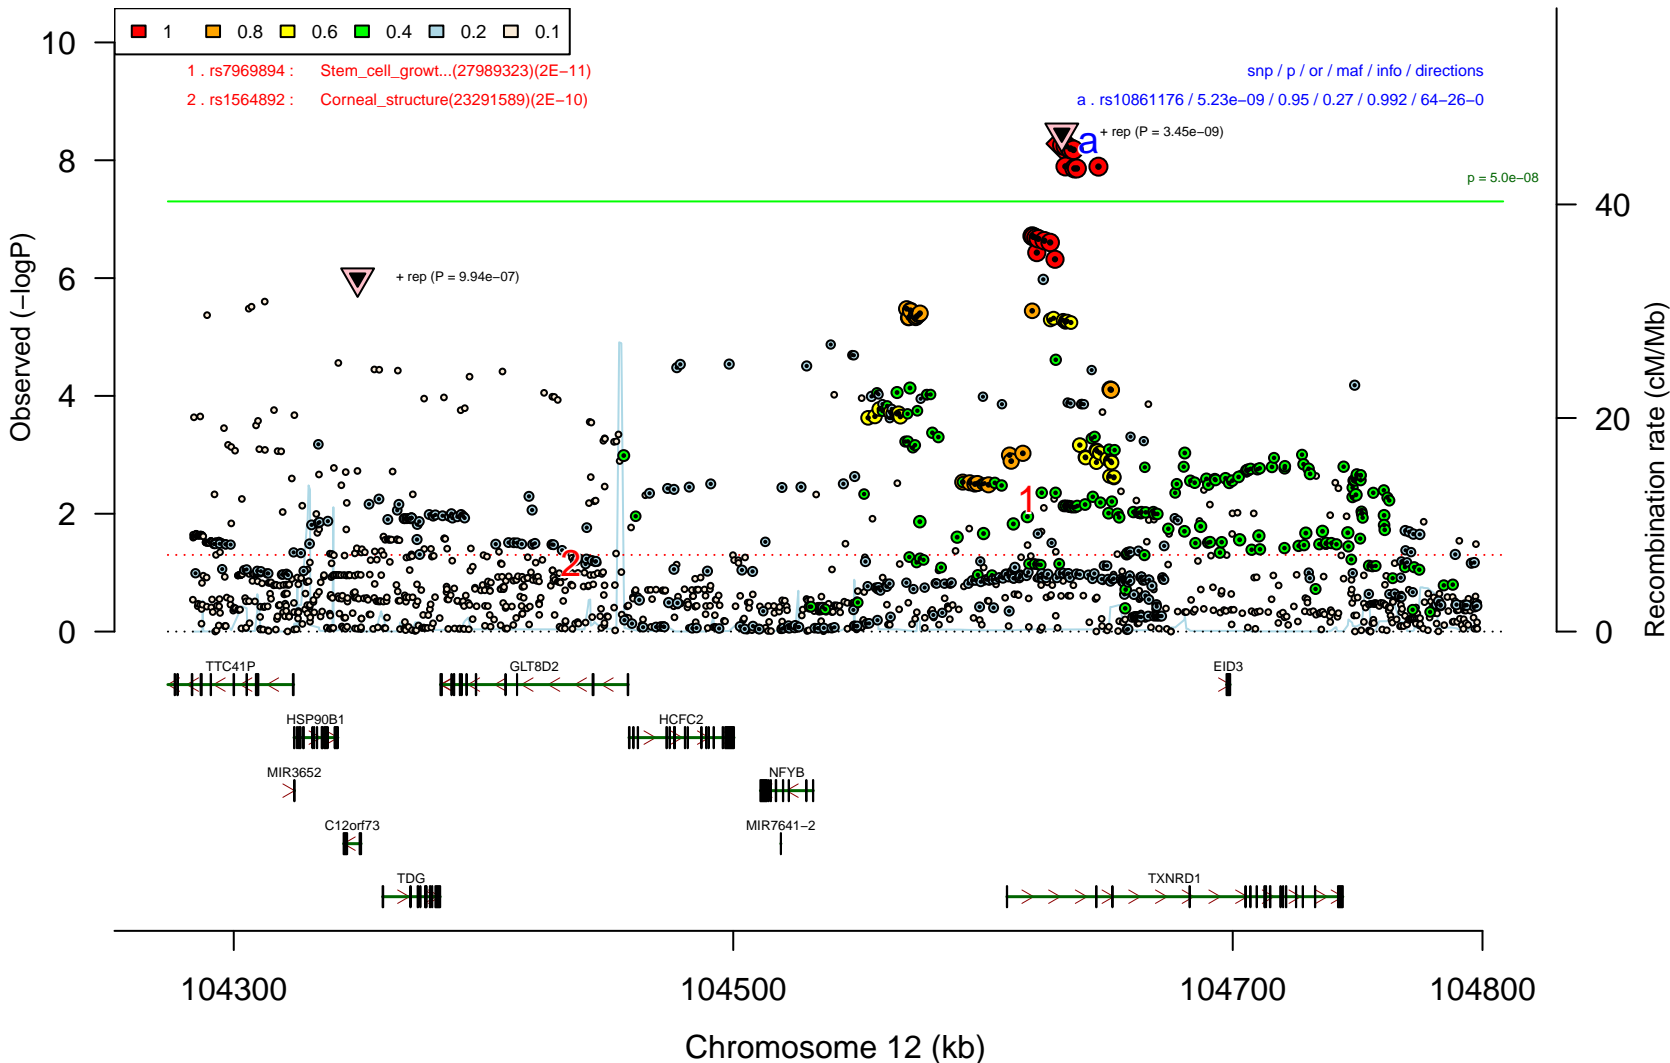 1 0.8 0.6 0.4 0.2 0.1
1 . rs7969894 : Stem_cell_growt...(27989323)(2E−11)
2 . rs1564892 : Corneal_structure(23291589)(2E−10)
snp / p / or / maf / info / directions
a . rs10861176 / 5.23e−09 / 0.95 / 0.27 / 0.992 / 64−26−0
a
+ rep (P = 3.45e−09)
p = 5.0e−08
+ rep (P = 9.94e−07)
1
2
10
8
6
4
2
0
Observed (−logP)
40
20
0
Recombination rate (cM/Mb)
TTC41P GLT8D2 EID3
HSP90B1 HCFC2
MIR3652 NFYB
C12orf73 MIR7641−2
TDG TXNRD1
104300 104500 104700 104800
Chromosome 12 (kb)